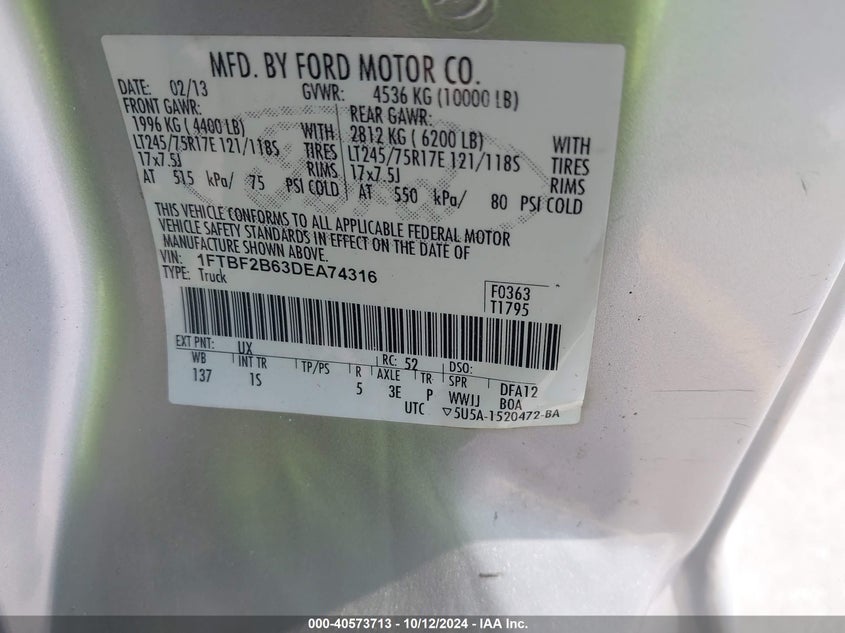 MFD. BY FORD MOTOR CO.
DATE: 02/13 GVWR: 4536 KG (10000 LB)
FRONT GAWR: REAR GAWR:
1996 KG ( 4400 LB) WITH 2812 KG ( 6200 LB) WITH
LT245/75R17E 121/118S TIRES LT245/75R17E 121/118S TIRES
17x7.5J RIMS 17x7.5J RIMS
AT 515 kPa/ 75 PSI COLD AT 550 kPa/ 80 PSI COLD
THIS VEHICLE CONFORMS TO ALL APPLICABLE FEDERAL MOTOR
VEHICLE SAFETY STANDARDS IN EFFECT ON THE DATE OF
MANUFACTURE SHOWN ABOVE.
VIN: 1FTBF2B63DEA74316
TYPE: Truck
F0363
T1795
EXT PNT: UX RC: 52 DSO:
WB INT TR TP/PS R AXLE TR SPR DFA12
137 1S 5 3E P WWJJ BOA
UTC ▽5U5A-1520472-BA
000-40573713 - 10/12/2024 - IAA Inc.